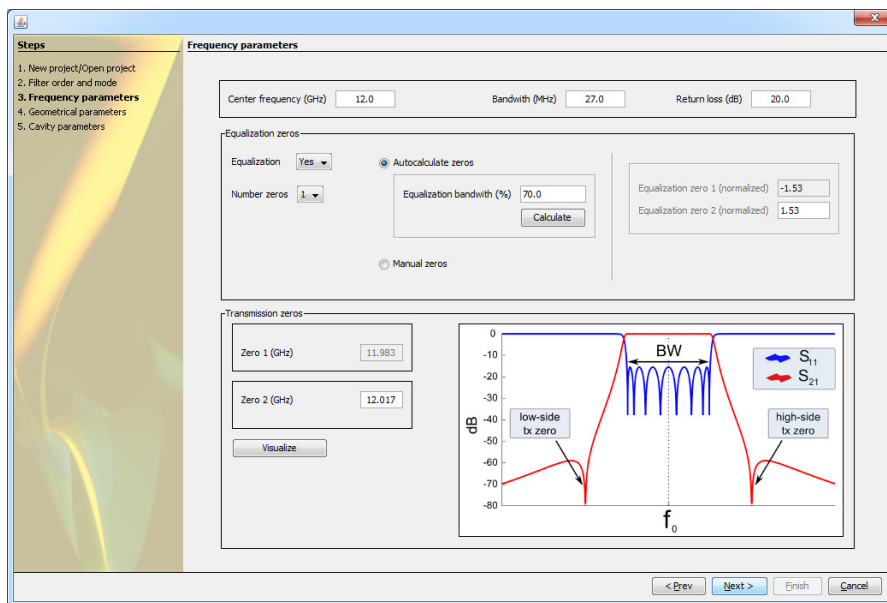 Steps
1. New project/Open project
2. Filter order and mode
3. Frequency parameters
4. Geometrical parameters
5. Cavity parameters
Frequency parameters
Center frequency (GHz) 12.0 Bandwith (MHz) 27.0 Return loss (dB) 20.0
Equalization zeros
Equalization Yes
Autocalculate zeros
Number zeros 1
Equalization bandwith (%) 70.0
Calculate
Manual zeros
Equalization zero 1 (normalized) -1.53
Equalization zero 2 (normalized) 1.53
Transmission zeros
Zero 1 (GHz) 11.983
Zero 2 (GHz) 12.017
Visualize
0
-10
-20
-30
-40
-50
-60
-70
-80
dB
BW
S11
S21
low-side
tx zero
high-side
tx zero
f0
< Prev Next > Finish Cancel